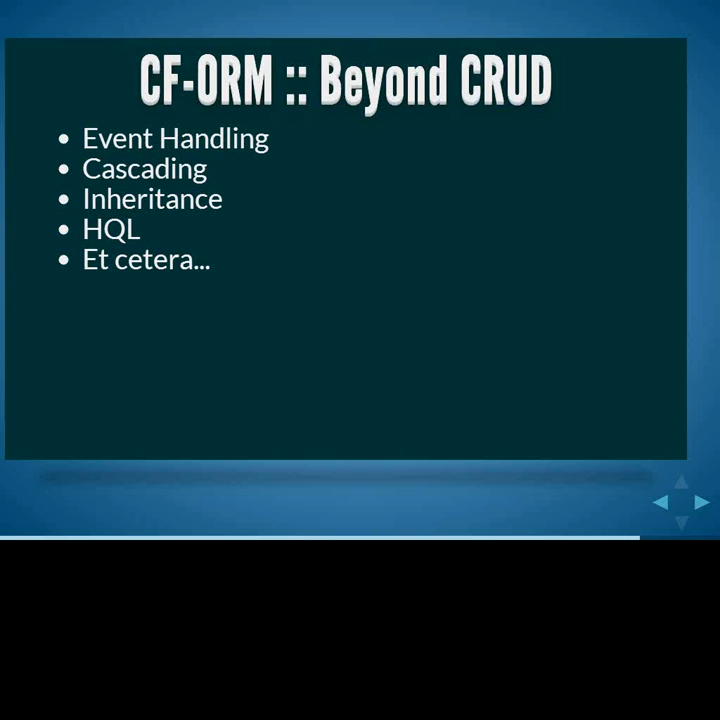 CF-ORM :: Beyond CRUD
• Event Handling
• Cascading
• Inheritance
• HQL
• Et cetera...